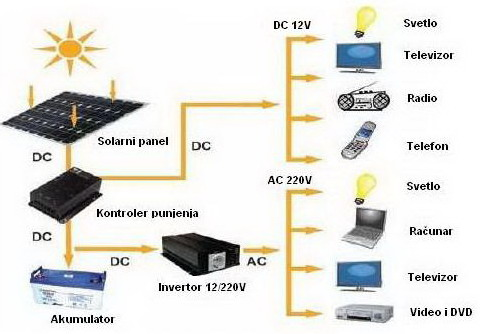 DC 12V
Svetlo
Televizor
Radio
Telefon
Solarni panel
DC
DC
Kontroler punjenja
DC
DC
Invertor 12/220V
AC
Akumulator
AC 220V
Svetlo
Računar
Televizor
Video i DVD